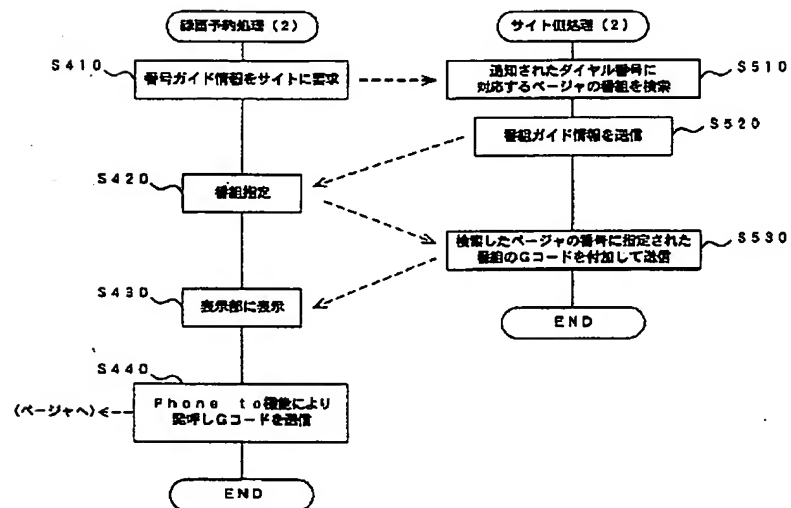 録画予約処理（2）
サイト側処理（2）
S410
番号ガイド情報をサイトに要求
通知されたダイヤル番号に
対応するページャの番組を検索
S510
番組ガイド情報を送信
S520
S420
番組指定
検索したページャの番号に指定された
番組のGコードを付加して送信
S530
S430
表示部に表示
END
S440
(ページャへ)
Phone to機能により
発呼しGコードを送信
END